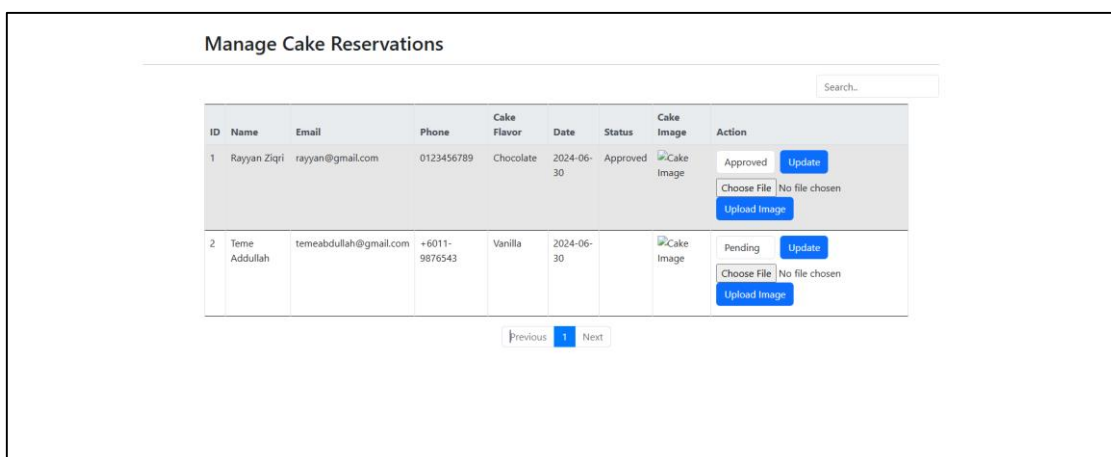 Manage Cake Reservations
Search..
ID Name Email Phone Cake Flavor Date Status Cake Image Action
1 Rayyan Ziqri rayyan@gmail.com 0123456789 Chocolate 2024-06-30 Approved Cake Image Approved Update
Choose File No file chosen
Upload Image
2 Teme Addullah temeabdullah@gmail.com +6011-9876543 Vanilla 2024-06-30 Cake Image Pending Update
Choose File No file chosen
Upload Image
Previous 1 Next